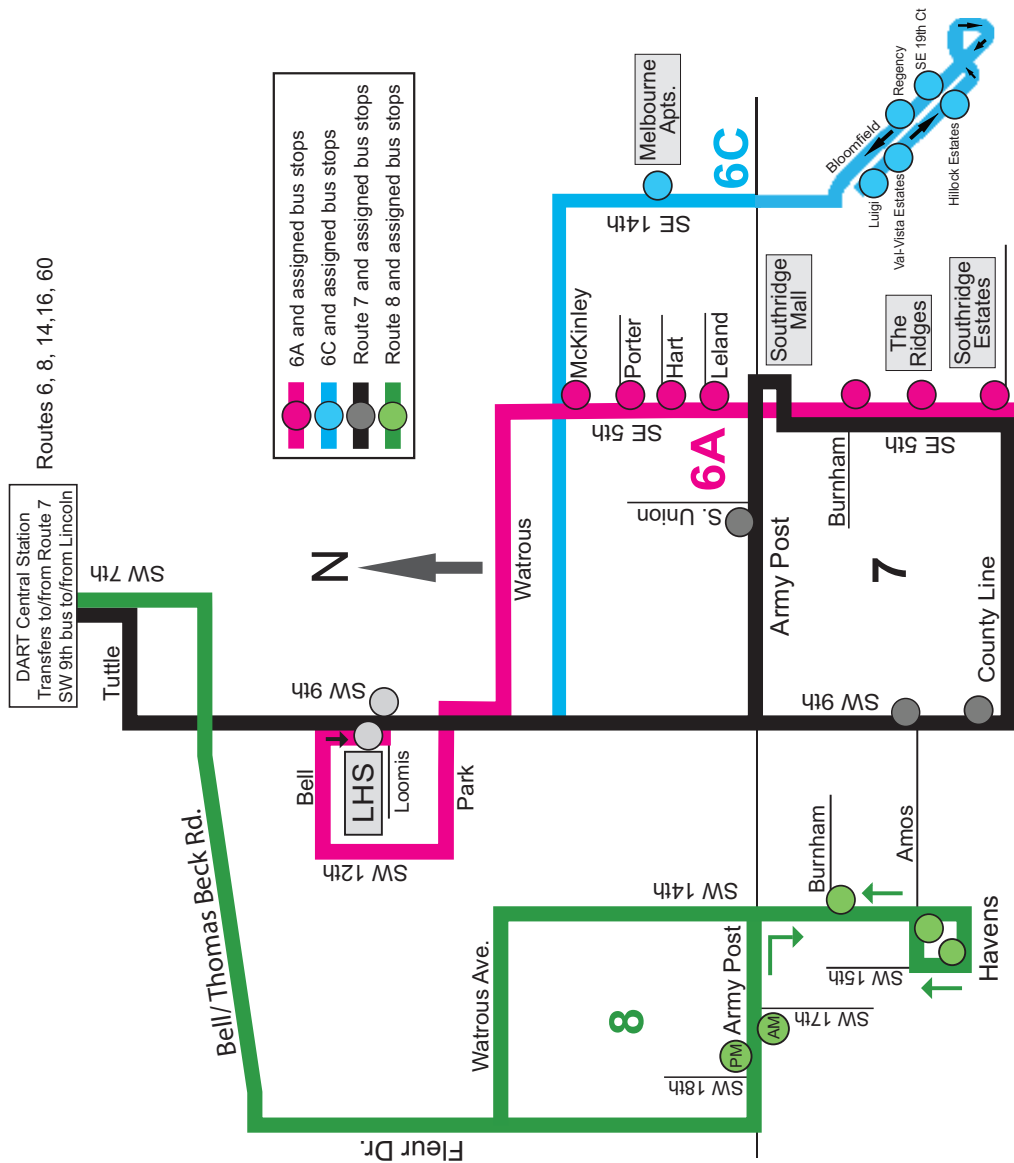 DART Central Station
Transfers to/from Route 7
SW 9th bus to/from Lincoln
Routes 6, 8, 14,16, 60
6A and assigned bus stops
6C and assigned bus stops
Route 7 and assigned bus stops
Route 8 and assigned bus stops
Tuttle
SW 7th
Bell/ Thomas Beck Rd.
Bell
LHS
Loomis
SW 9th
SW 12th
Park
N
Fleur Dr.
Watrous Ave.
Watrous
SW 14th
8
SW 18th
PM
Army Post
AM
SW 17th
SW 15th
Burnham
Amos
Havens
McKinley
Porter
Hart
Leland
SE 5th
6A
S. Union
Army Post
7
SW 9th
County Line
Burnham
SE 5th
Southridge
Mall
The
Ridges
Southridge
Estates
SE 14th
Melbourne
Apts.
6C
Bloomfield
Regency
SE 19th Ct
Luigi
Val-Vista Estates
Hillock Estates